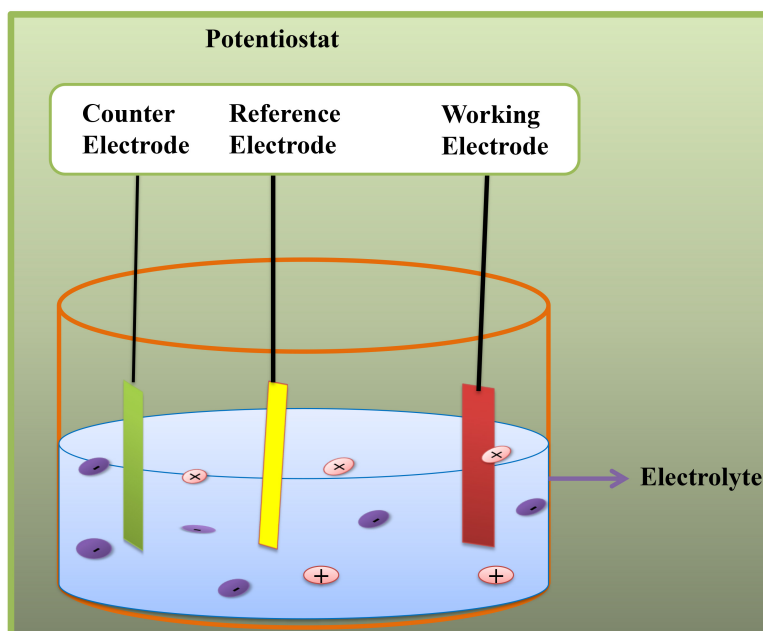 Potentiostat
Counter
Electrode
Reference
Electrode
Working
Electrode
Electrolyte